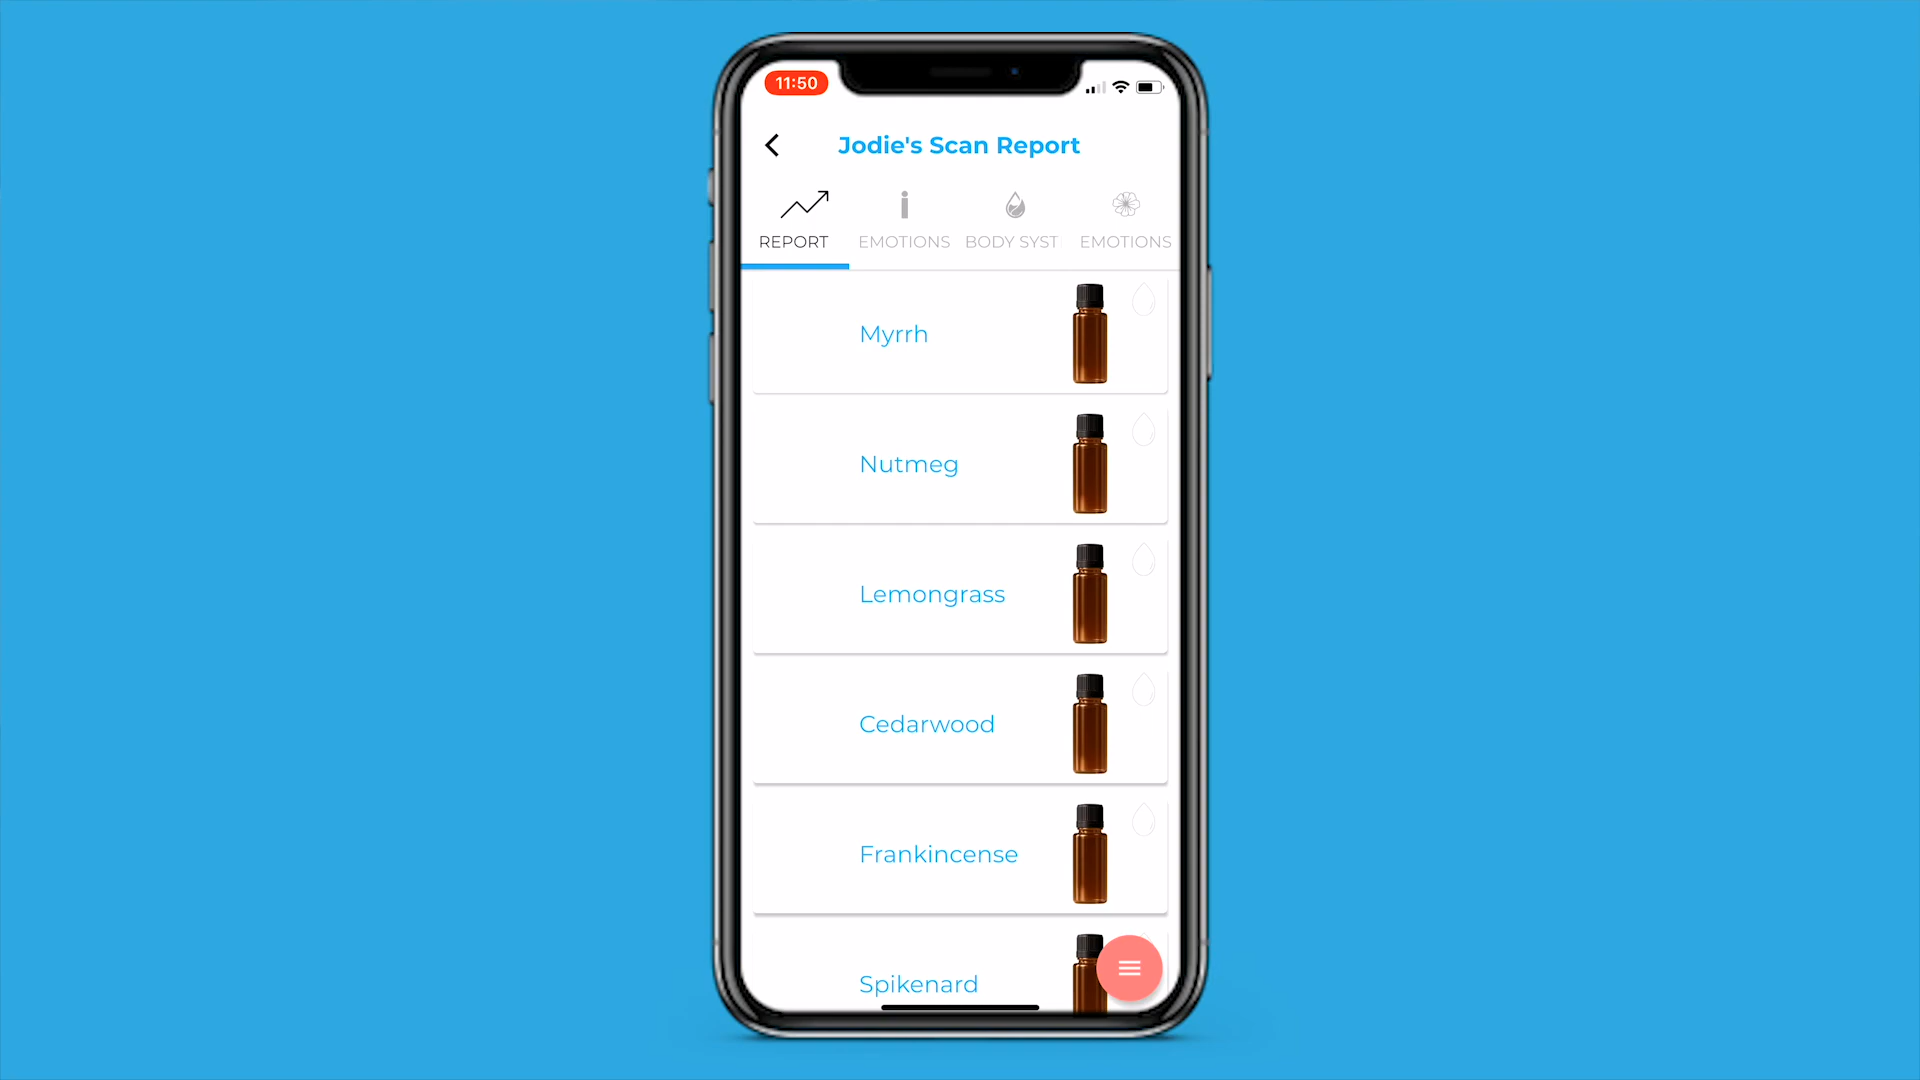 11:50
Jodie's Scan Report
REPORT
EMOTIONS
BODY SYST
EMOTIONS
Myrrh
Nutmeg
Lemongrass
Cedarwood
Frankincense
Spikenard